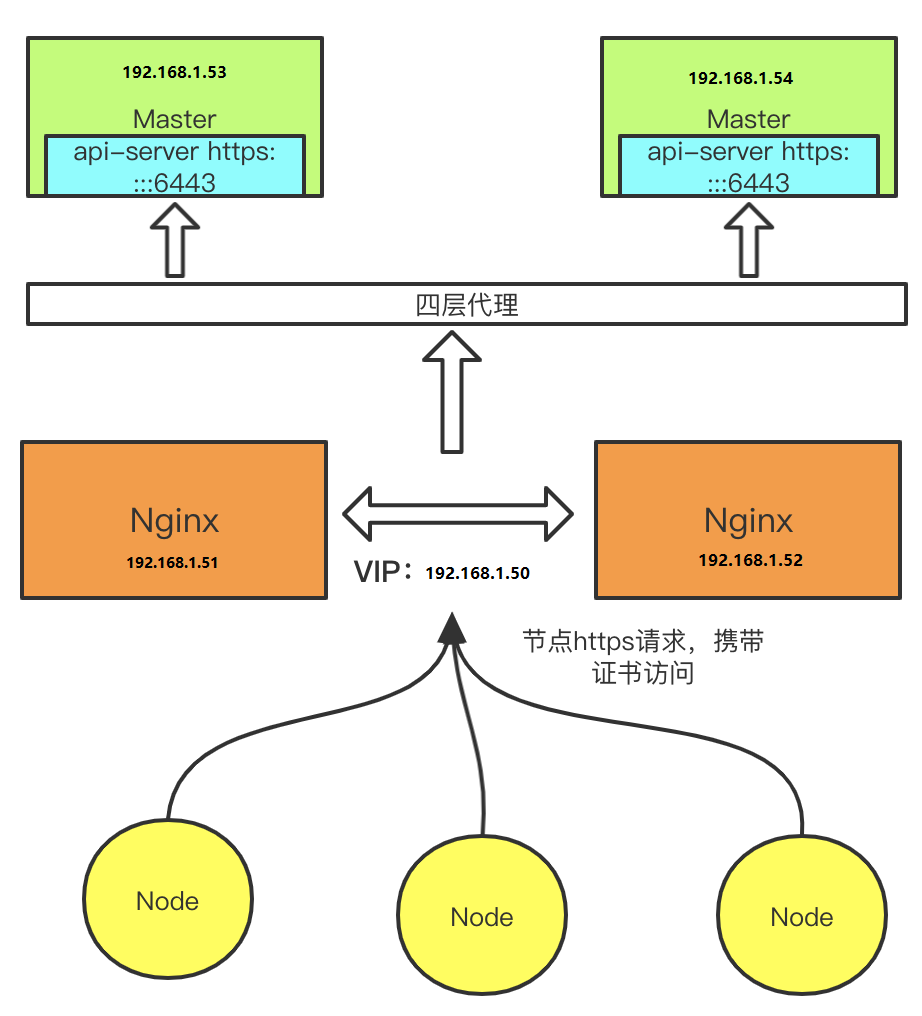 192.168.1.53
Master
api-server https:
:::6443
192.168.1.54
Master
api-server https:
:::6443
四层代理
Nginx
192.168.1.51
VIP：192.168.1.50
Nginx
192.168.1.52
节点https请求，携带
证书访问
Node
Node
Node